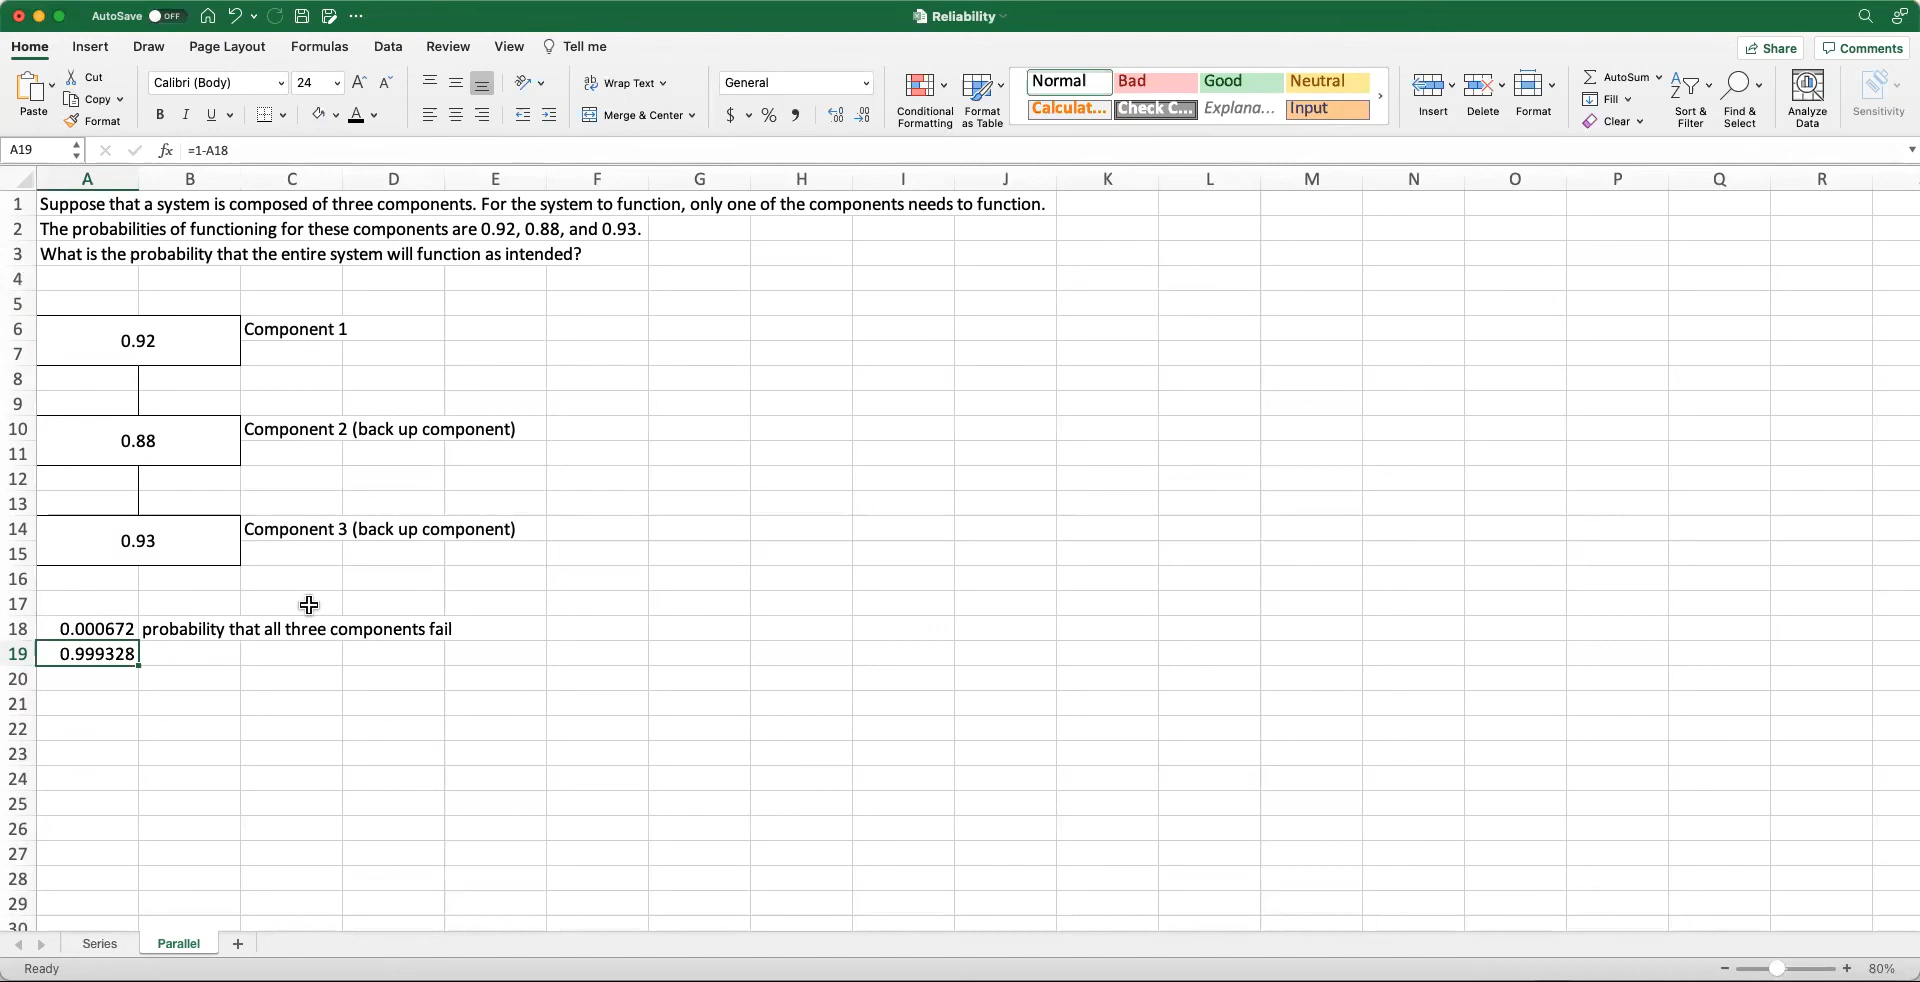 AutoSave OFF
Reliability
Home Insert Draw Page Layout Formulas Data Review View Tell me
Share Comments
Paste
Cut
Copy
Format
Calibri (Body) 24
B I U
Wrap Text
Merge & Center
General
$ % 9
Conditional Formatting
Format as Table
Normal Bad Good Neutral
Calculat... Check C... Explana... Input
Insert Delete Format
AutoSum
Fill
Clear
Sort & Filter
Find & Select
Analyze Data
Sensitivity
A19 fx =1-A18
A B C D E F G H I J K L M N O P Q R
1 Suppose that a system is composed of three components. For the system to function, only one of the components needs to function.
2 The probabilities of functioning for these components are 0.92, 0.88, and 0.93.
3 What is the probability that the entire system will function as intended?
4
5
6 0.92 Component 1
7
8
9
10 0.88 Component 2 (back up component)
11
12
13
14 0.93 Component 3 (back up component)
15
16
17
18 0.000672 probability that all three components fail
19 0.999328
20
21
22
23
24
25
26
27
28
29
30
Series Parallel +
Ready
80%